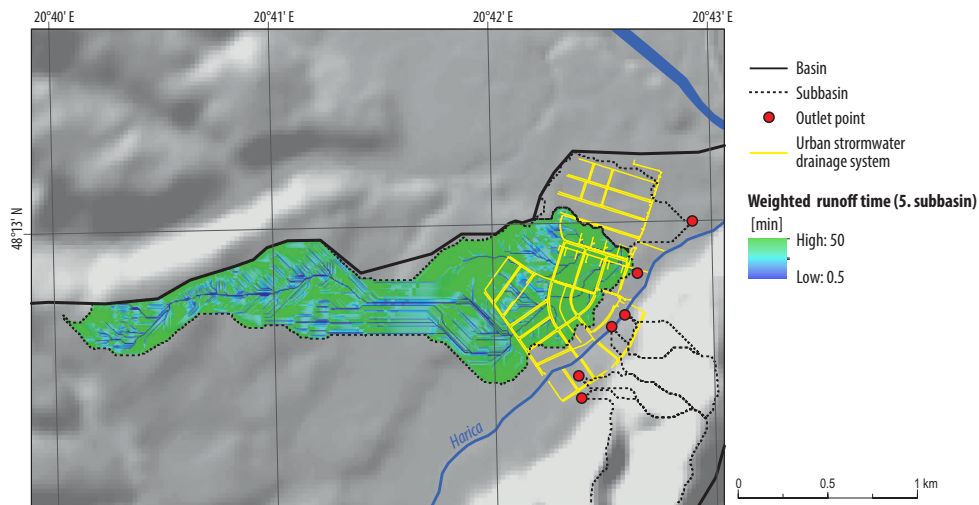 20°40' 20°41' 20°42' 20°43'
48°13' N
Harica
Basin
Subbasin
Outlet point
Urban strormwater
drainage system
Weighted runoff time (5. subbasin)
[min]
High: 50
Low: 0.5
0 0.5 1 km